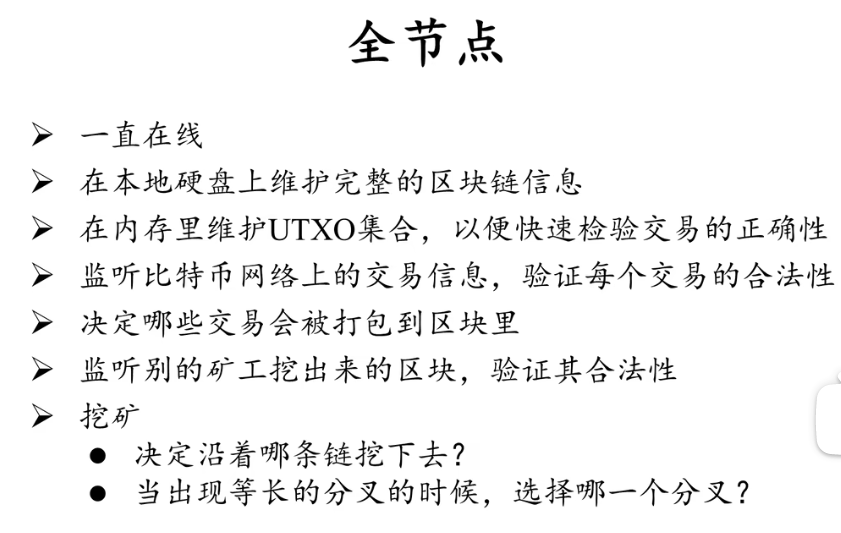 全节点
➢ 一直在线
➢ 在本地硬盘上维护完整的区块链信息
➢ 在内存里维护UTXO集合，以便快速检验交易的正确性
➢ 监听比特币网络上的交易信息，验证每个交易的合法性
➢ 决定哪些交易会被打包到区块里
➢ 监听别的矿工挖出来的区块，验证其合法性
➢ 挖矿
● 决定沿着哪条链挖下去？
● 当出现等长的分叉的时候，选择哪一个分叉？